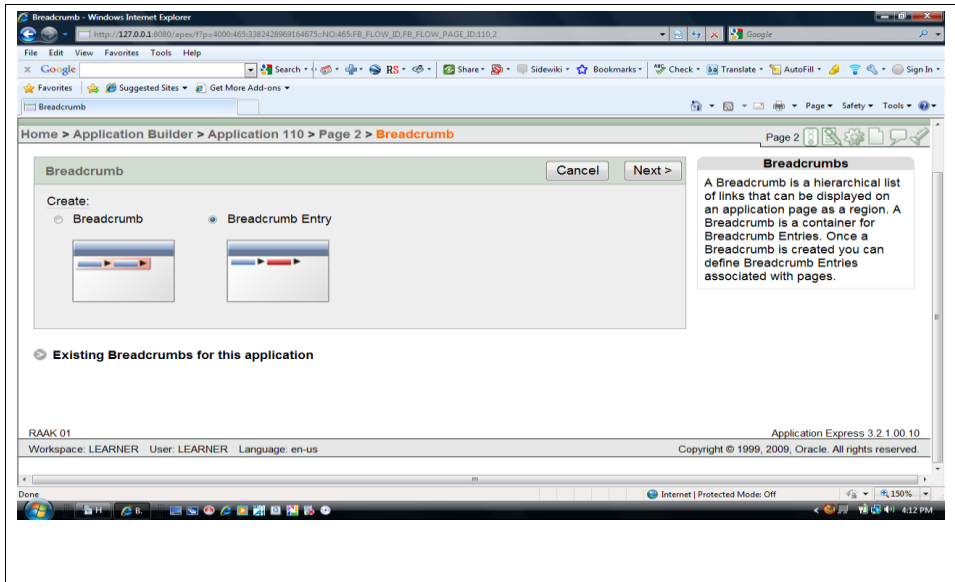 Breadcrumb - Windows Internet Explorer
http://127.0.0.1:8080/apex/f?p=4000:465:3382428969164675::NO:465:FB_FLOW_ID,FB_FLOW_PAGE_ID:110,2
Google
File Edit View Favorites Tools Help
x Google Search RS Share Sidewiki Bookmarks Check Translate AutoFill Sign In
Favorites Suggested Sites Get More Add-ons
Breadcrumb Page Safety Tools
Home > Application Builder > Application 110 > Page 2 > Breadcrumb
Page 2
Breadcrumb Cancel Next >
Create:
Breadcrumb Breadcrumb Entry
Breadcrumbs
A Breadcrumb is a hierarchical list
of links that can be displayed on
an application page as a region. A
Breadcrumb is a container for
Breadcrumb Entries. Once a
Breadcrumb is created you can
define Breadcrumb Entries
associated with pages.
Existing Breadcrumbs for this application
RAAK 01 Application Express 3.2.1.00.10
Workspace: LEARNER User: LEARNER Language: en-us Copyright © 1999, 2009, Oracle. All rights reserved.
Done Internet | Protected Mode: Off 150%
H B. 4:12 PM